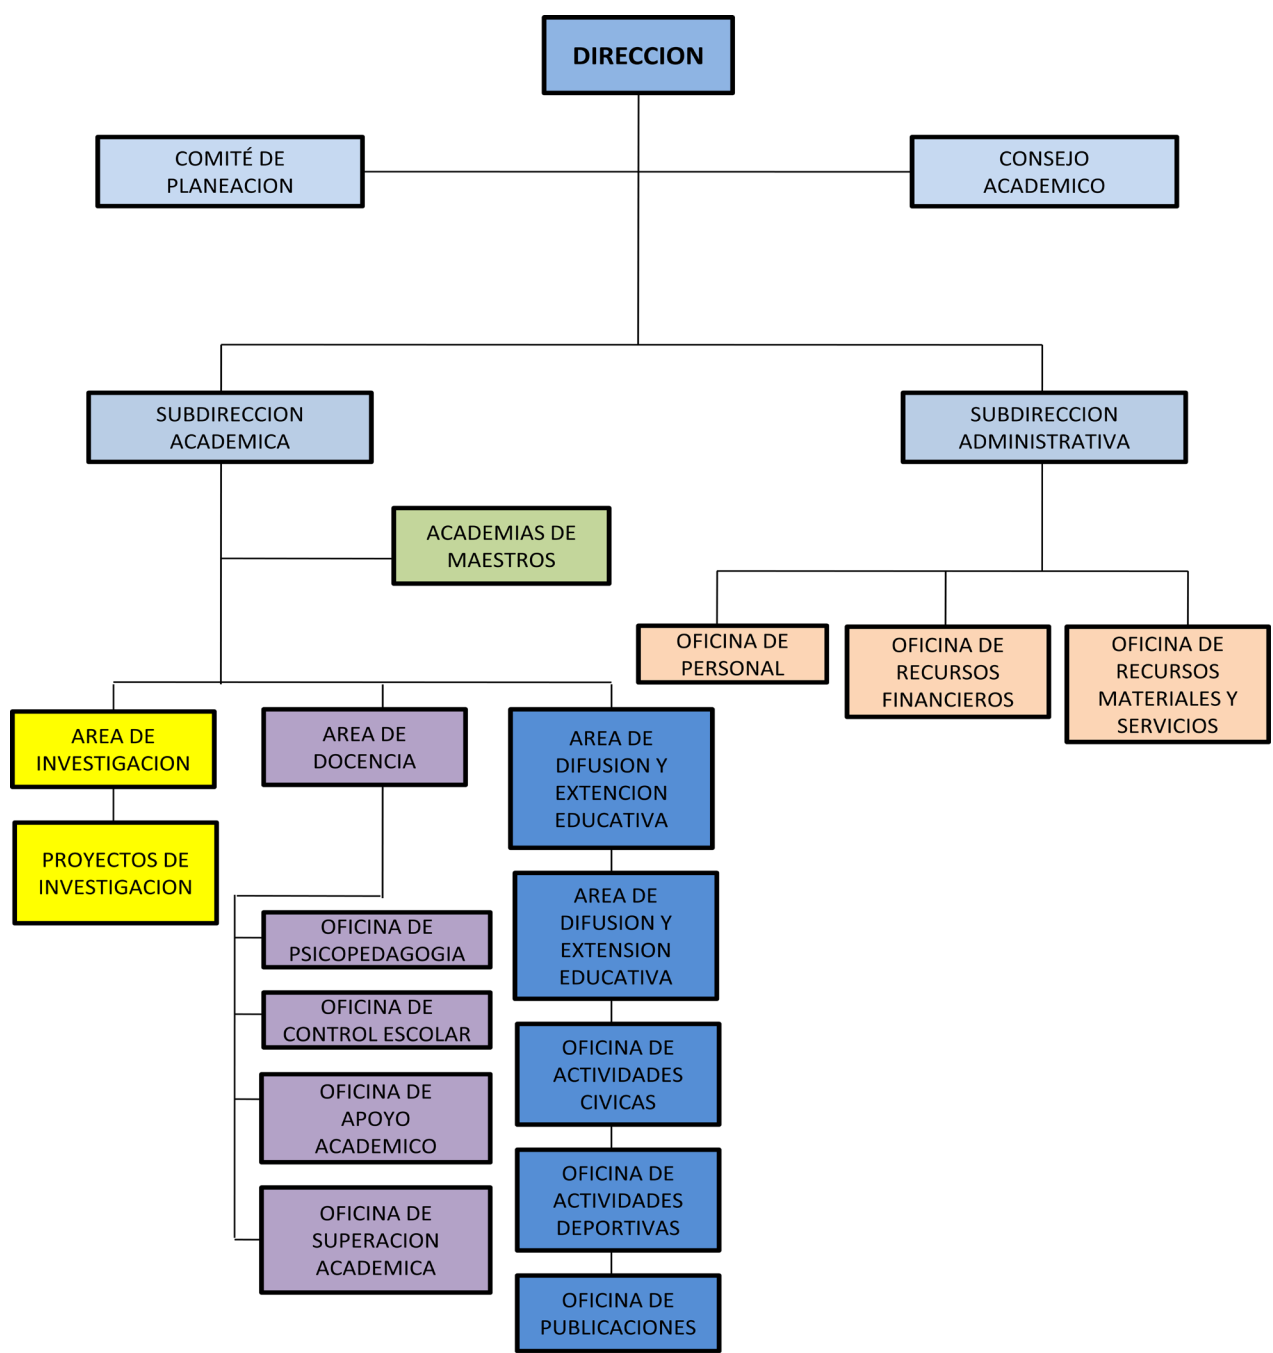 DIRECCION
COMITÉ DE
PLANEACION
CONSEJO
ACADEMICO
SUBDIRECCION
ACADEMICA
SUBDIRECCION
ADMINISTRATIVA
ACADEMIAS DE
MAESTROS
OFICINA DE
PERSONAL
OFICINA DE
RECURSOS
FINANCIEROS
OFICINA DE
RECURSOS
MATERIALES Y
SERVICIOS
AREA DE
INVESTIGACION
AREA DE
DOCENCIA
AREA DE
DIFUSION Y
EXTENCION
EDUCATIVA
PROYECTOS DE
INVESTIGACION
OFICINA DE
PSICOPEDAGOGIA
OFICINA DE
CONTROL ESCOLAR
OFICINA DE
APOYO
ACADEMICO
OFICINA DE
SUPERACION
ACADEMICA
AREA DE
DIFUSION Y
EXTENSION
EDUCATIVA
OFICINA DE
ACTIVIDADES
CIVICAS
OFICINA DE
ACTIVIDADES
DEPORTIVAS
OFICINA DE
PUBLICACIONES